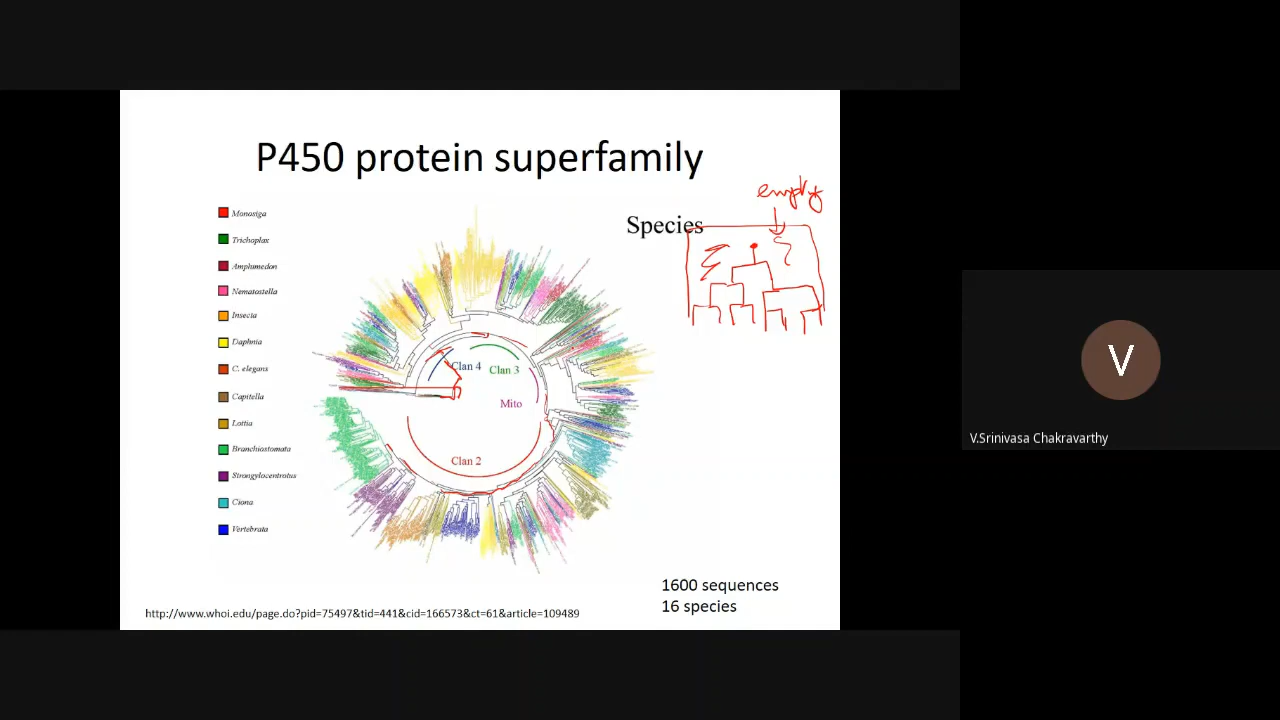 P450 protein superfamily
empty
Species
Monosiga
Trichoplax
Amphimedon
Nematostella
Insecta
Daphnia
C. elegans
Capitella
Lottia
Branchiostomata
Strongylocentrotus
Ciona
Vertebrata
Clan 4
Clan 3
Mito
Clan 2
1600 sequences
16 species
http://www.whoi.edu/page.do?pid=75497&tid=441&cid=166573&ct=61&article=109489
V
V.Srinivasa Chakravarthy